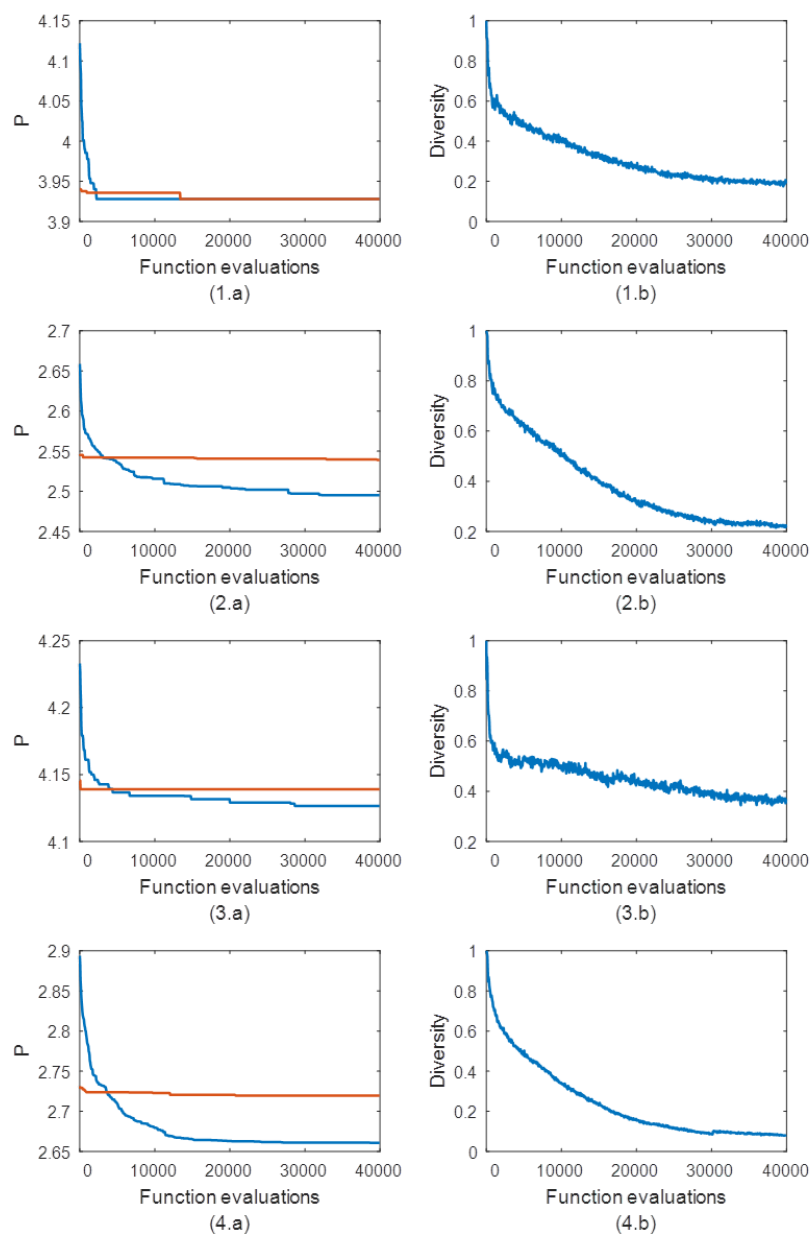 4.15
4.1
4.05
4
3.95
3.9
P
0 10000 20000 30000 40000
Function evaluations
(1.a)
1
0.8
0.6
0.4
0.2
0
Diversity
0 10000 20000 30000 40000
Function evaluations
(1.b)
2.7
2.65
2.6
2.55
2.5
2.45
P
0 10000 20000 30000 40000
Function evaluations
(2.a)
1
0.8
0.6
0.4
0.2
Diversity
0 10000 20000 30000 40000
Function evaluations
(2.b)
4.25
4.2
4.15
4.1
P
0 10000 20000 30000 40000
Function evaluations
(3.a)
1
0.8
0.6
0.4
0.2
Diversity
0 10000 20000 30000 40000
Function evaluations
(3.b)
2.9
2.85
2.8
2.75
2.7
2.65
P
0 10000 20000 30000 40000
Function evaluations
(4.a)
1
0.8
0.6
0.4
0.2
0
Diversity
0 10000 20000 30000 40000
Function evaluations
(4.b)